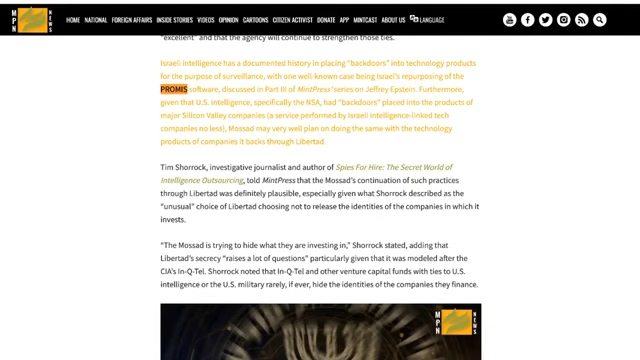 MPN NEWS
HOME NATIONAL FOREIGN AFFAIRS INSIDE STORIES VIDEOS OPINION CARTOONS CITIZEN ACTIVIST DONATE APP MINTCAST ABOUT US LANGUAGE
"excellent" and that the agency will continue to strengthen those ties.
Israeli intelligence has a documented history in placing "backdoors" into technology products
for the purpose of surveillance, with one well-known case being Israel's repurposing of the
PROMIS software, discussed in Part III of MintPress' series on Jeffrey Epstein. Furthermore,
given that U.S. intelligence, specifically the NSA, had "backdoors" placed into the products of
major Silicon Valley companies (a service performed by Israeli intelligence-linked tech
companies no less), Mossad may very well plan on doing the same with the technology
products of companies it backs through Libertad.
Tim Shorrock, investigative journalist and author of Spies For Hire: The Secret World of
Intelligence Outsourcing, told MintPress that the Mossad's continuation of such practices
through Libertad was definitely plausible, especially given what Shorrock described as the
"unusual" choice of Libertad choosing not to release the identities of the companies in which it
invests.
"The Mossad is trying to hide what they are investing in," Shorrock stated, adding that
Libertad's secrecy "raises a lot of questions" particularly given that it was modeled after the
CIA's In-Q-Tel. Shorrock noted that In-Q-Tel and other venture capital funds with ties to U.S.
intelligence or the U.S. military rarely, if ever, hide the identities of the companies they finance.
MPN NEWS